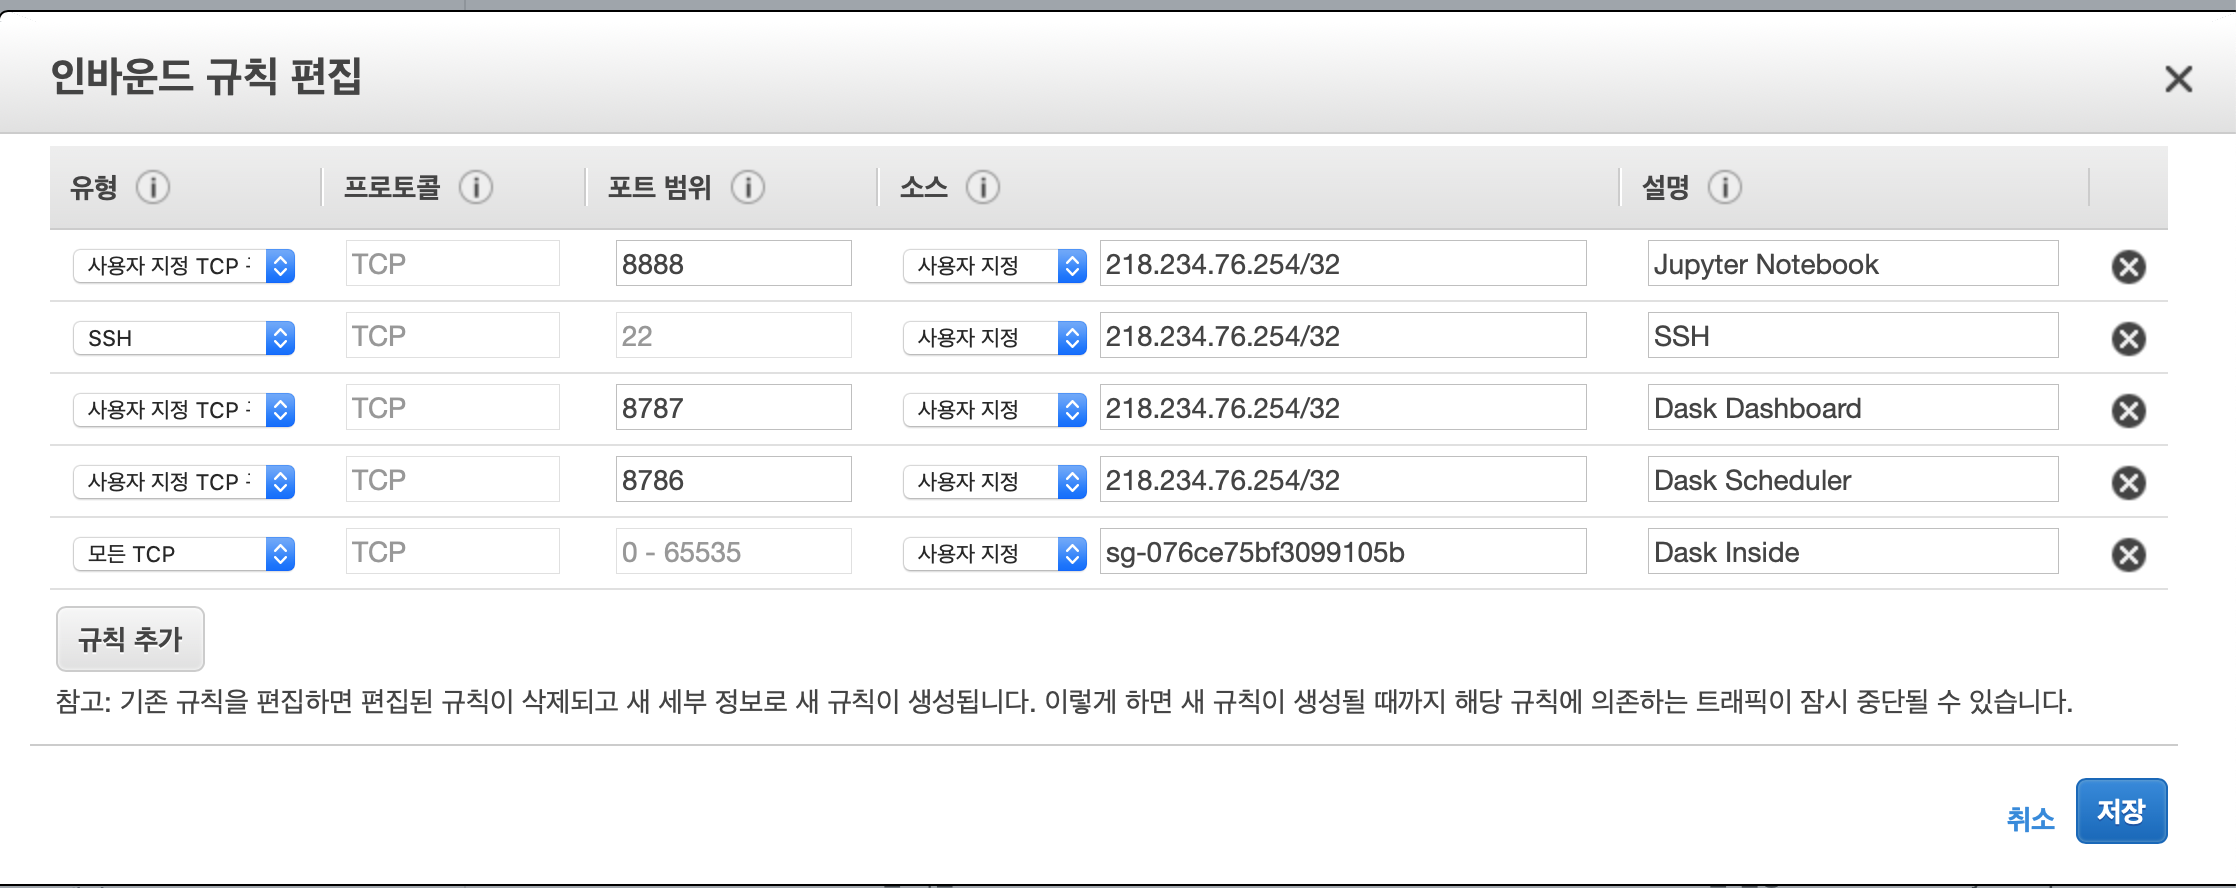 인바운드 규칙 편집
유형 프로토콜 포트 범위 소스 설명
사용자 지정 TCP TCP 8888 사용자 지정 218.234.76.254/32 Jupyter Notebook
SSH TCP 22 사용자 지정 218.234.76.254/32 SSH
사용자 지정 TCP TCP 8787 사용자 지정 218.234.76.254/32 Dask Dashboard
사용자 지정 TCP TCP 8786 사용자 지정 218.234.76.254/32 Dask Scheduler
모든 TCP TCP 0 - 65535 사용자 지정 sg-076ce75bf3099105b Dask Inside
규칙 추가
참고: 기존 규칙을 편집하면 편집된 규칙이 삭제되고 새 세부 정보로 새 규칙이 생성됩니다. 이렇게 하면 새 규칙이 생성될 때까지 해당 규칙에 의존하는 트래픽이 잠시 중단될 수 있습니다.
취소 저장